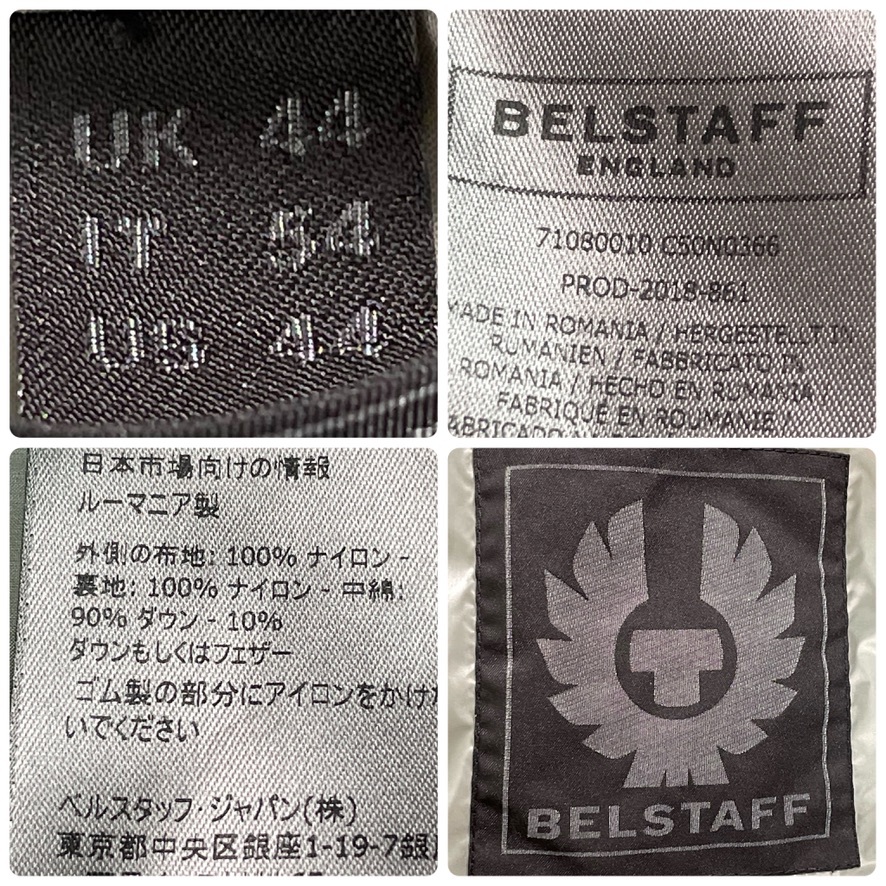 UK 44
IT 54
US 44
BELSTAFF
ENGLAND
71080010 C50N0366
PROD-2018-861
MADE IN ROMANIA / HERGESTELLT IN
RUMÄNIEN / FABBRICATO IN
ROMANIA / HECHO EN RUMANIA /
FABRIQUÉ EN ROUMANIE /
日本市場向けの情報
ルーマニア製
外側の布地: 100% ナイロン -
裏地: 100% ナイロン - 中綿:
90% ダウン - 10%
ダウンもしくはフェザー
ゴム製の部分にアイロンをかけ
いでください
ベルスタッフ・ジャパン(株)
東京都中央区銀座1-19-7銀
BELSTAFF